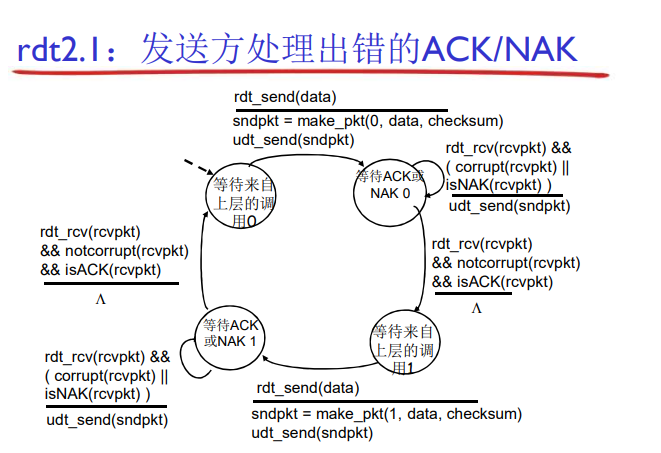 rdt2.1：发送方处理出错的ACK/NAK
rdt_send(data)
sndpkt = make_pkt(0, data, checksum)
udt_send(sndpkt)
等待来自
上层的调
用0
等待ACK或
NAK 0
rdt_rcv(rcvpkt) &&
( corrupt(rcvpkt) ||
isNAK(rcvpkt) )
udt_send(sndpkt)
rdt_rcv(rcvpkt)
&& notcorrupt(rcvpkt)
&& isACK(rcvpkt)
Λ
rdt_rcv(rcvpkt)
&& notcorrupt(rcvpkt)
&& isACK(rcvpkt)
Λ
等待ACK
或NAK 1
等待来自
上层的调
用1
rdt_rcv(rcvpkt) &&
( corrupt(rcvpkt) ||
isNAK(rcvpkt) )
udt_send(sndpkt)
rdt_send(data)
sndpkt = make_pkt(1, data, checksum)
udt_send(sndpkt)